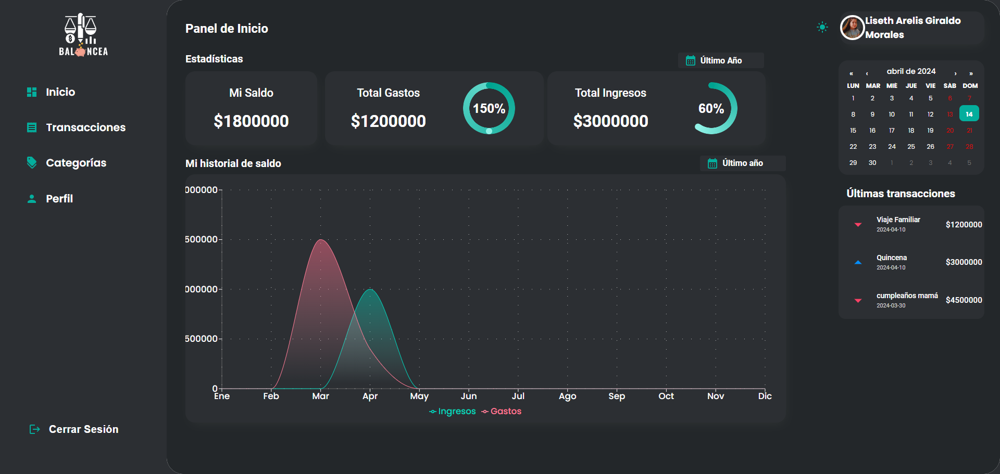 BALANCEA
Inicio
Transacciones
Categorías
Perfil
Cerrar Sesión
Panel de Inicio
Estadísticas
Último Año
Mi Saldo
$1800000
Total Gastos
$1200000
150%
Total Ingresos
$3000000
60%
Mi historial de saldo
Último año
000000
500000
000000
500000
0
Ene Feb Mar Apr May Jun Jul Ago Sep Oct Nov Dic
Ingresos Gastos
Liseth Arelis Giraldo
Morales
« ‹ abril de 2024 › »
LUN MAR MIÉ JUE VIE SÁB DOM
1 2 3 4 5 6 7
8 9 10 11 12 13 14
15 16 17 18 19 20 21
22 23 24 25 26 27 28
29 30 1 2 3 4 5
Últimas transacciones
Viaje Familiar
2024-04-10
$1200000
Quincena
2024-04-10
$3000000
cumpleaños mamá
2024-03-30
$4500000